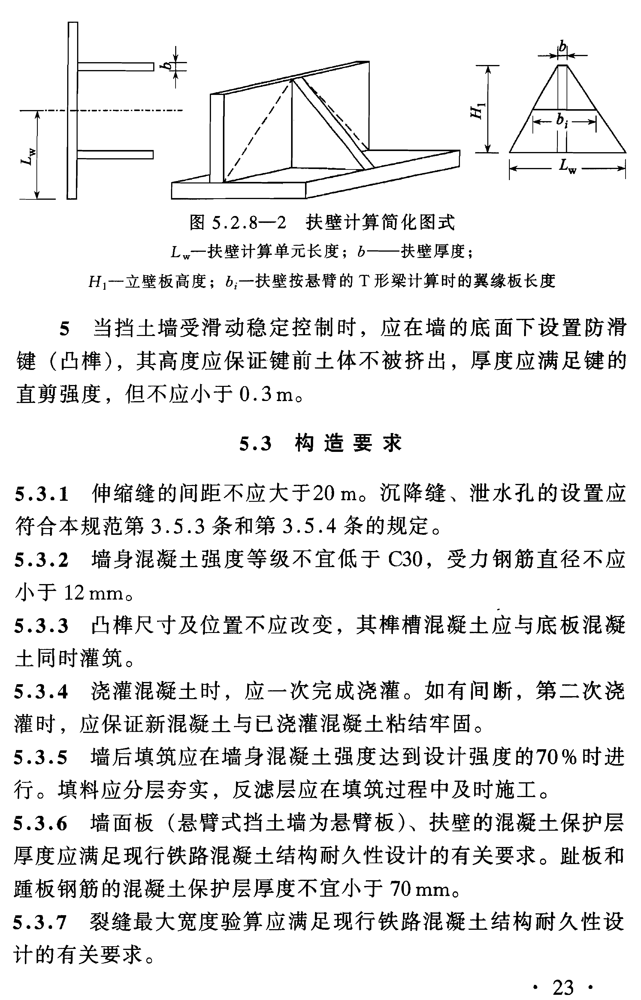 b
b
H₁
bᵢ
L_w
L_w
图 5.2.8—2 扶壁计算简化图式
L_w—扶壁计算单元长度；b——扶壁厚度；
H₁—立壁板高度；bᵢ—扶壁按悬臂的 T 形梁计算时的翼缘板长度
5 当挡土墙受滑动稳定控制时，应在墙的底面下设置防滑
键（凸榫），其高度应保证键前土体不被挤出，厚度应满足键的
直剪强度，但不应小于 0.3 m。
5.3 构造要求
5.3.1 伸缩缝的间距不应大于20 m。沉降缝、泄水孔的设置应
符合本规范第 3.5.3 条和第 3.5.4 条的规定。
5.3.2 墙身混凝土强度等级不宜低于 C30，受力钢筋直径不应
小于 12 mm。
5.3.3 凸榫尺寸及位置不应改变，其榫槽混凝土应与底板混凝
土同时灌筑。
5.3.4 浇灌混凝土时，应一次完成浇灌。如有间断，第二次浇
灌时，应保证新混凝土与已浇灌混凝土粘结牢固。
5.3.5 墙后填筑应在墙身混凝土强度达到设计强度的70%时进
行。填料应分层夯实，反滤层应在填筑过程中及时施工。
5.3.6 墙面板（悬臂式挡土墙为悬臂板）、扶壁的混凝土保护层
厚度应满足现行铁路混凝土结构耐久性设计的有关要求。趾板和
踵板钢筋的混凝土保护层厚度不宜小于 70 mm。
5.3.7 裂缝最大宽度验算应满足现行铁路混凝土结构耐久性设
计的有关要求。
· 23 ·